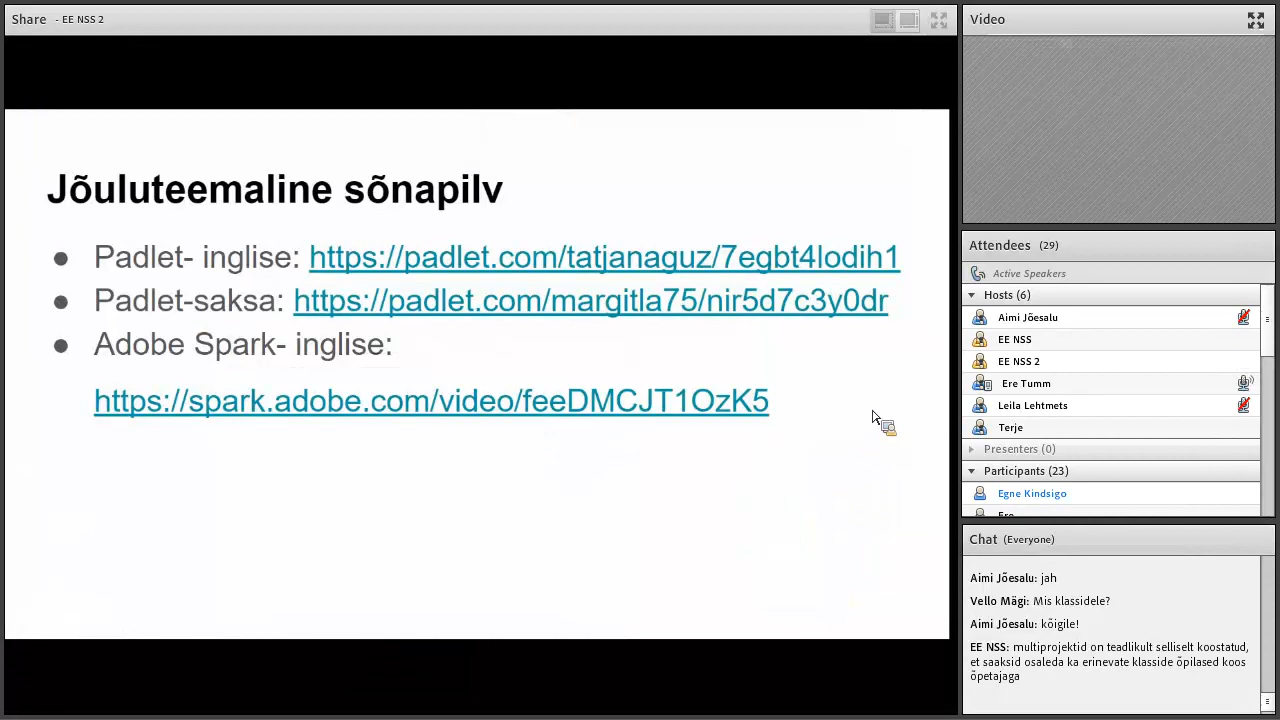 Share - EE NSS 2
Jõuluteemaline sõnapilv
● Padlet- inglise: https://padlet.com/tatjanaguz/7egbt4lodih1
● Padlet-saksa: https://padlet.com/margitla75/nir5d7c3y0dr
● Adobe Spark- inglise:
https://spark.adobe.com/video/feeDMCJT1OzK5
Video
Attendees (29)
Active Speakers
Hosts (6)
Aimi Jõesalu
EE NSS
EE NSS 2
Ere Tumm
Leila Lehtmets
Terje
Presenters (0)
Participants (23)
Egne Kindsigo
Chat (Everyone)
Aimi Jõesalu: jah
Vello Mägi: Mis klassidele?
Aimi Jõesalu: kõigile!
EE NSS: multiprojektid on teadlikult selliselt koostatud,
et saaksid osaleda ka erinevate klasside õpilased koos
õpetajaga